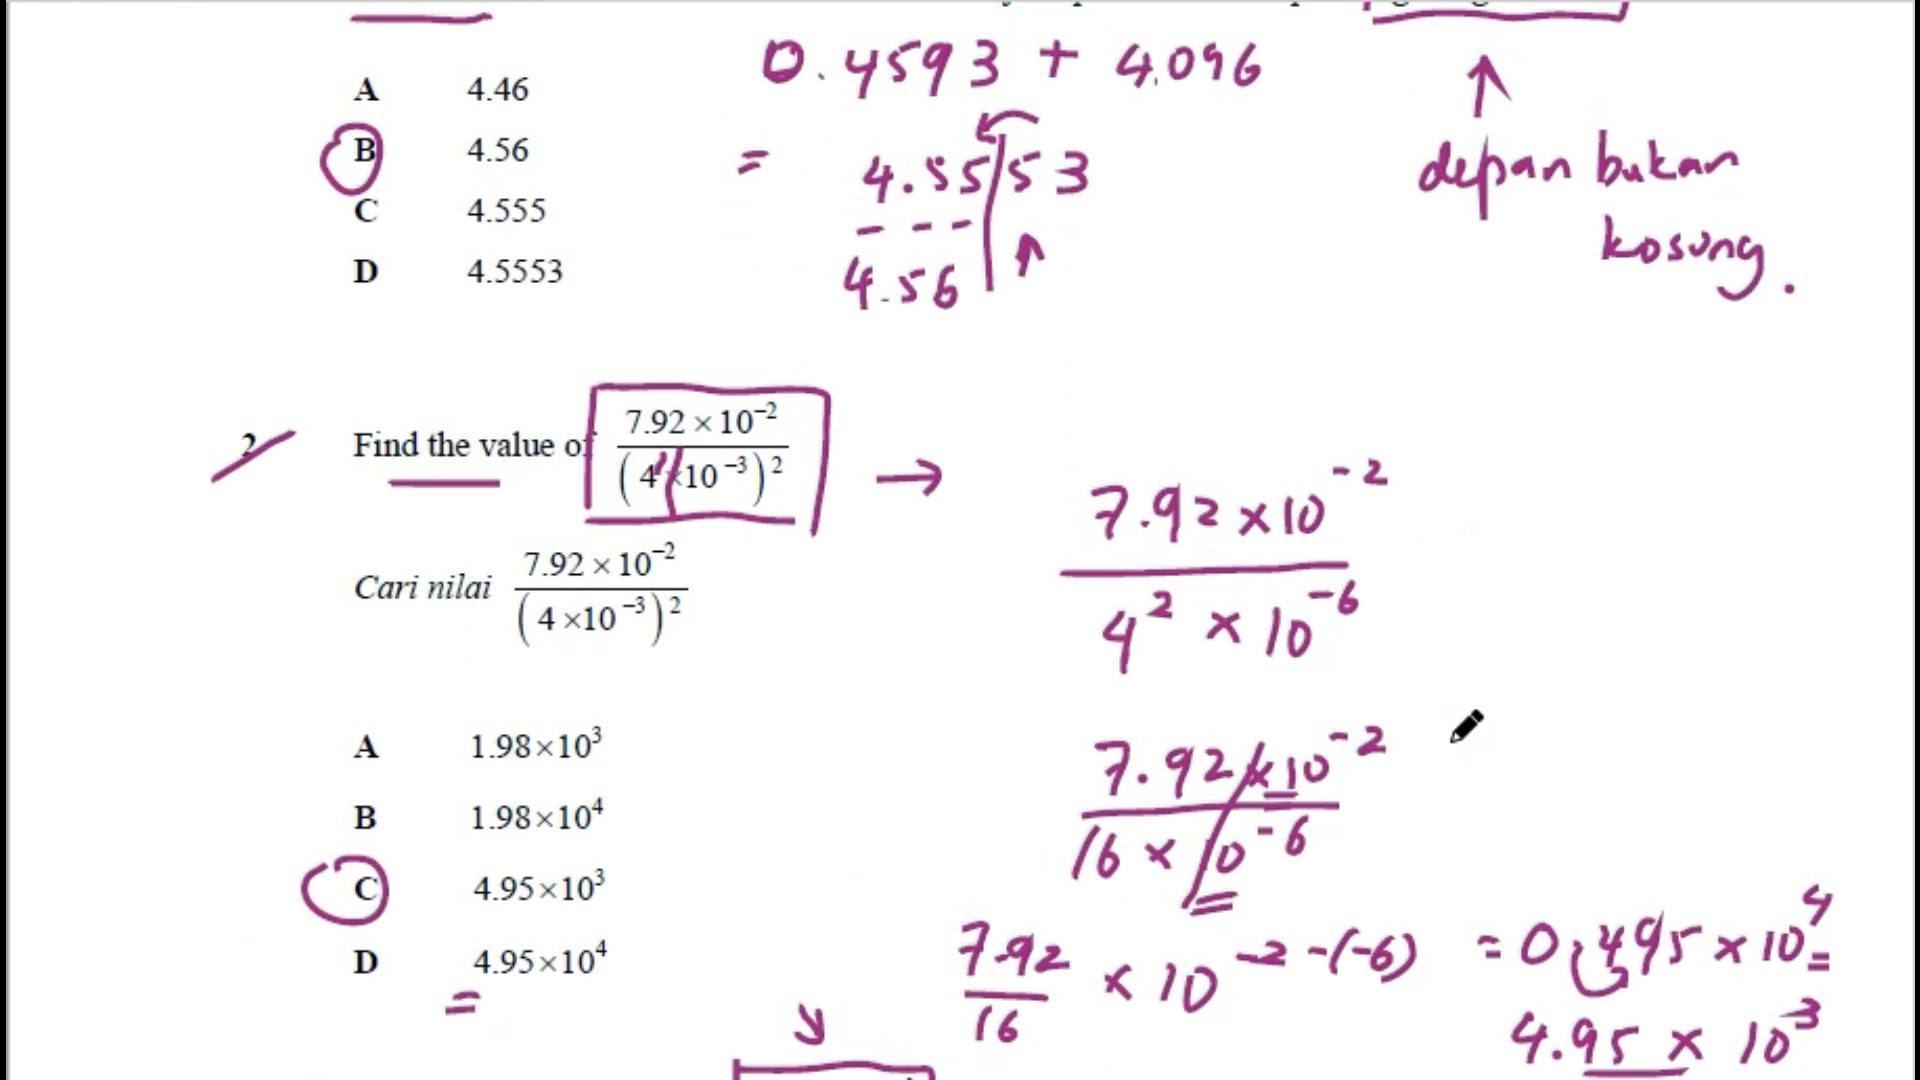 A 4.46
B 4.56
C 4.555
D 4.5553
0.4593 + 4.096
= 4.55/53
4.56
depan bukan
kosong.
2 Find the value of 7.92 × 10⁻² / (4 × 10⁻³)²
Cari nilai 7.92 × 10⁻² / (4 × 10⁻³)²
A 1.98×10³
B 1.98×10⁴
C 4.95×10³
D 4.95×10⁴
=
→ 7.92 × 10⁻²
4² × 10⁻⁶
7.92 × 10⁻²
16 × 10⁻⁶
7.92 / 16 × 10⁻²⁻⁽⁻⁶⁾ = 0.495 × 10⁴
4.95 × 10³